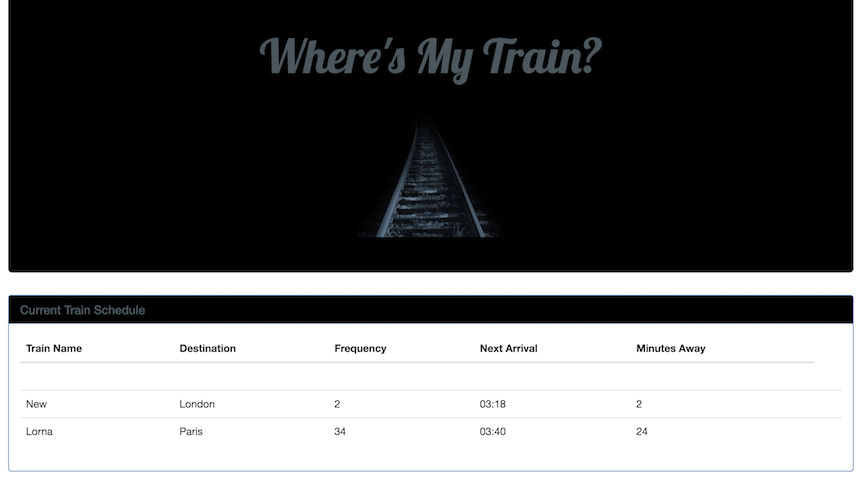 Where's My Train?
Current Train Schedule
Train Name Destination Frequency Next Arrival Minutes Away
New London 2 03:18 2
Lorna Paris 34 03:40 24